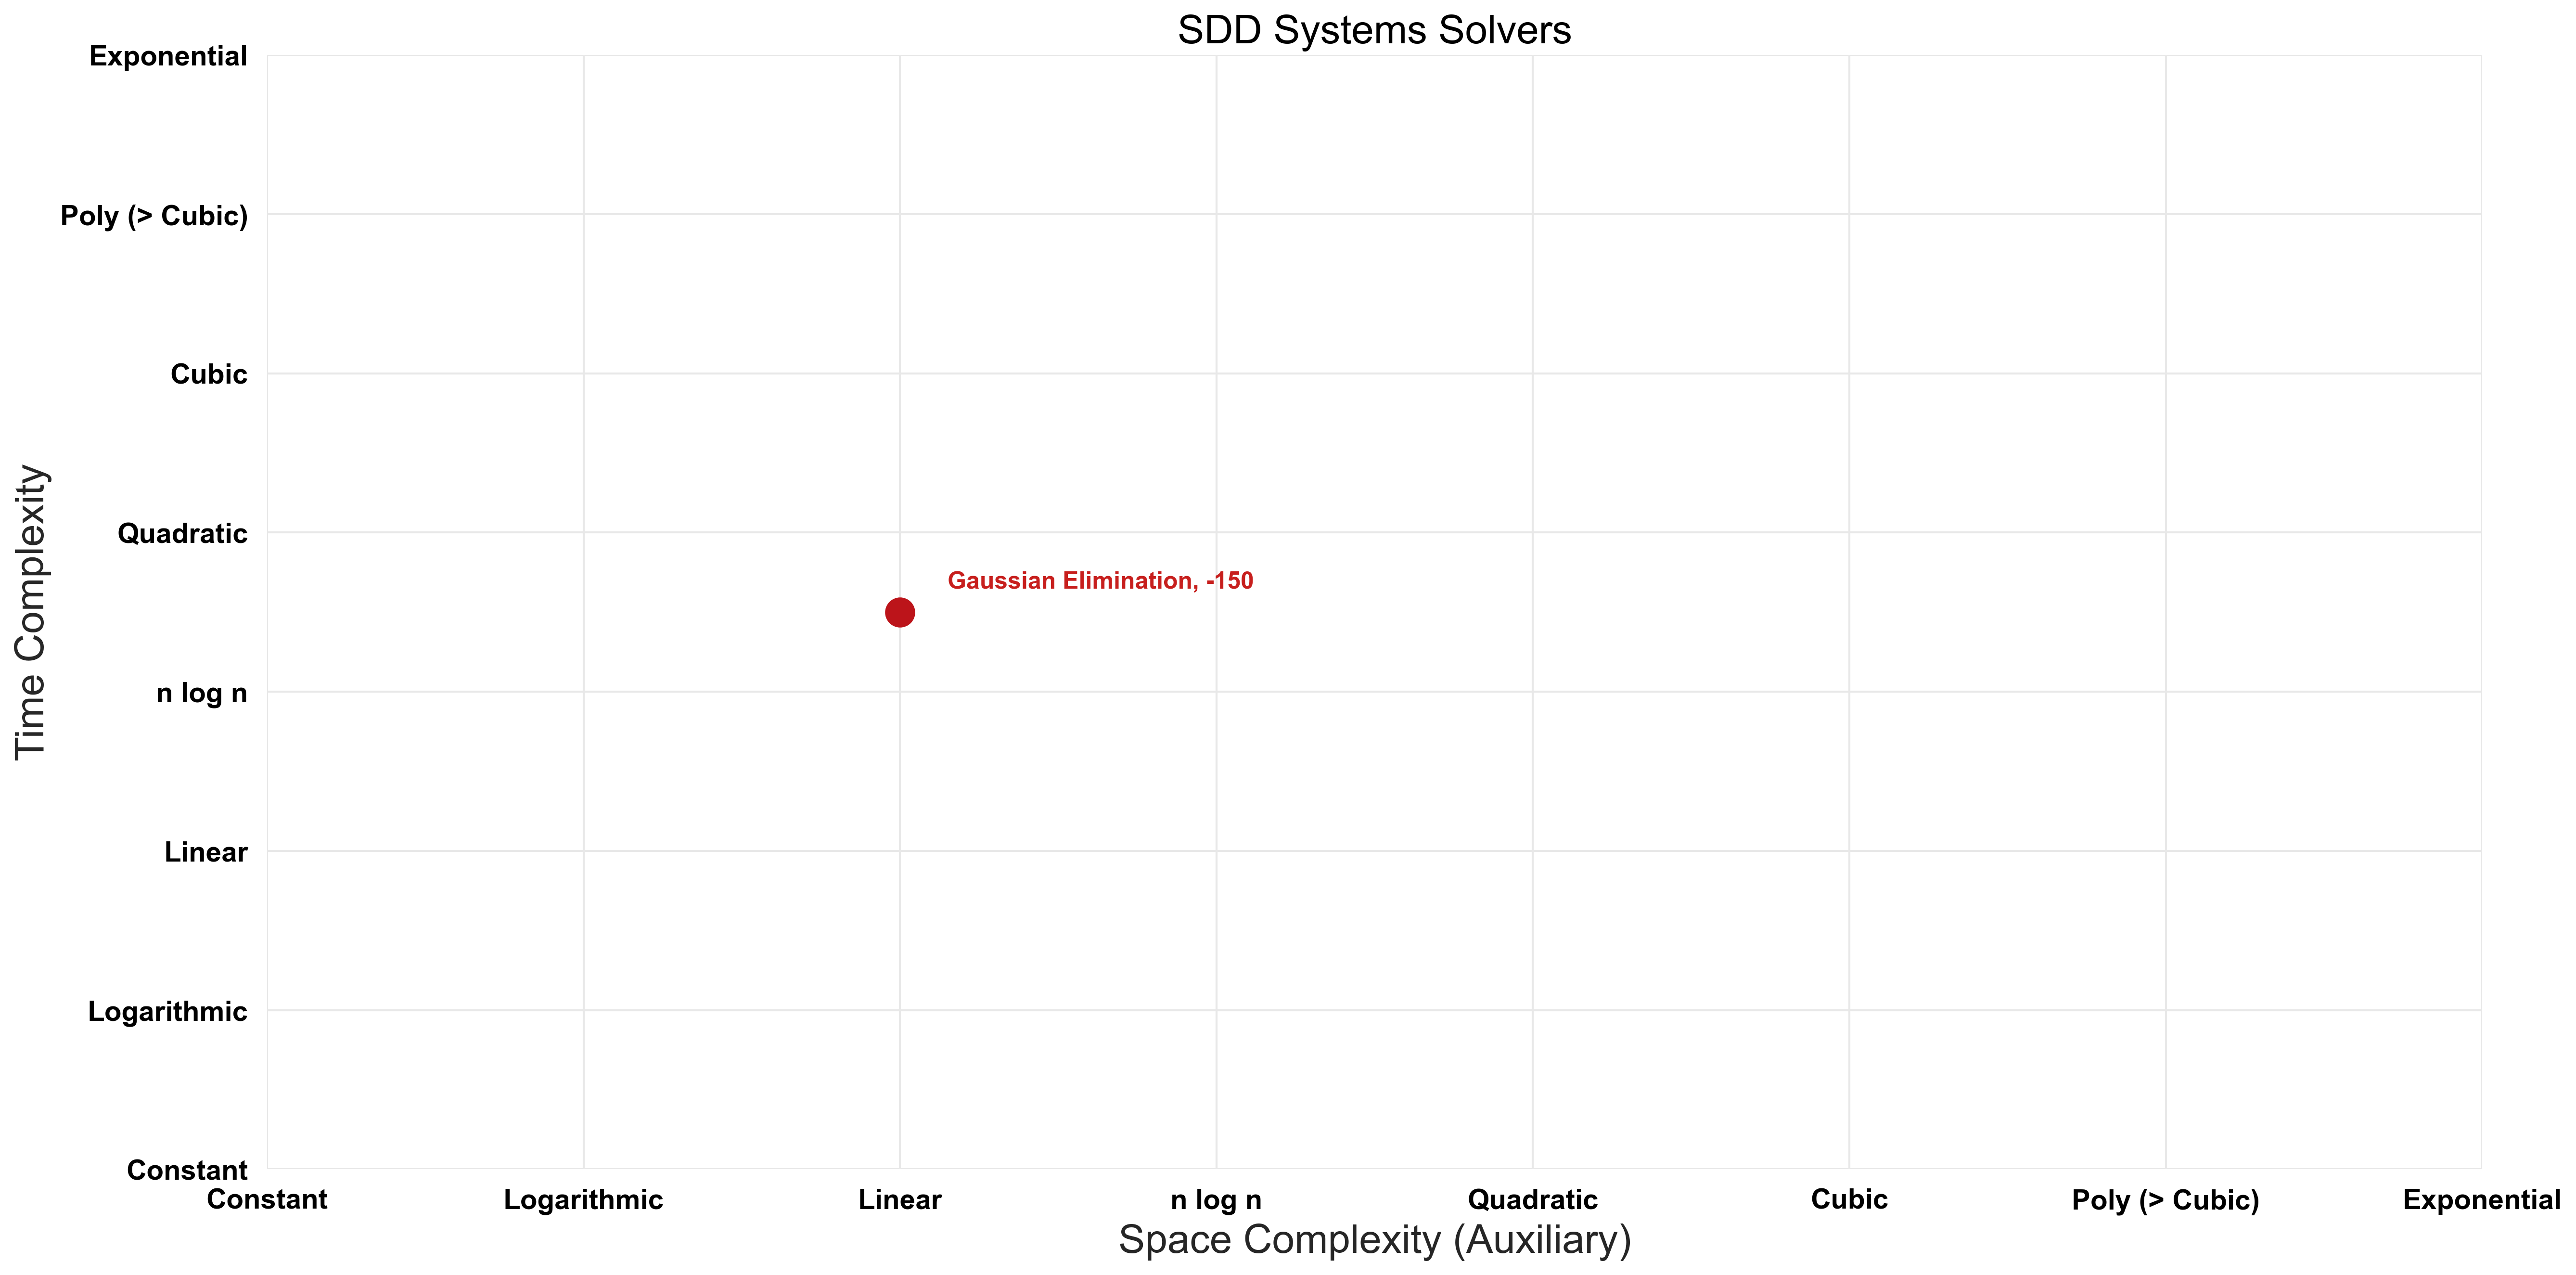 SDD Systems Solvers
Exponential
Poly (> Cubic)
Cubic
Quadratic
n log n
Linear
Logarithmic
Constant
Time Complexity
Gaussian Elimination, -150
Constant Logarithmic Linear n log n Quadratic Cubic Poly (> Cubic) Exponential
Space Complexity (Auxiliary)